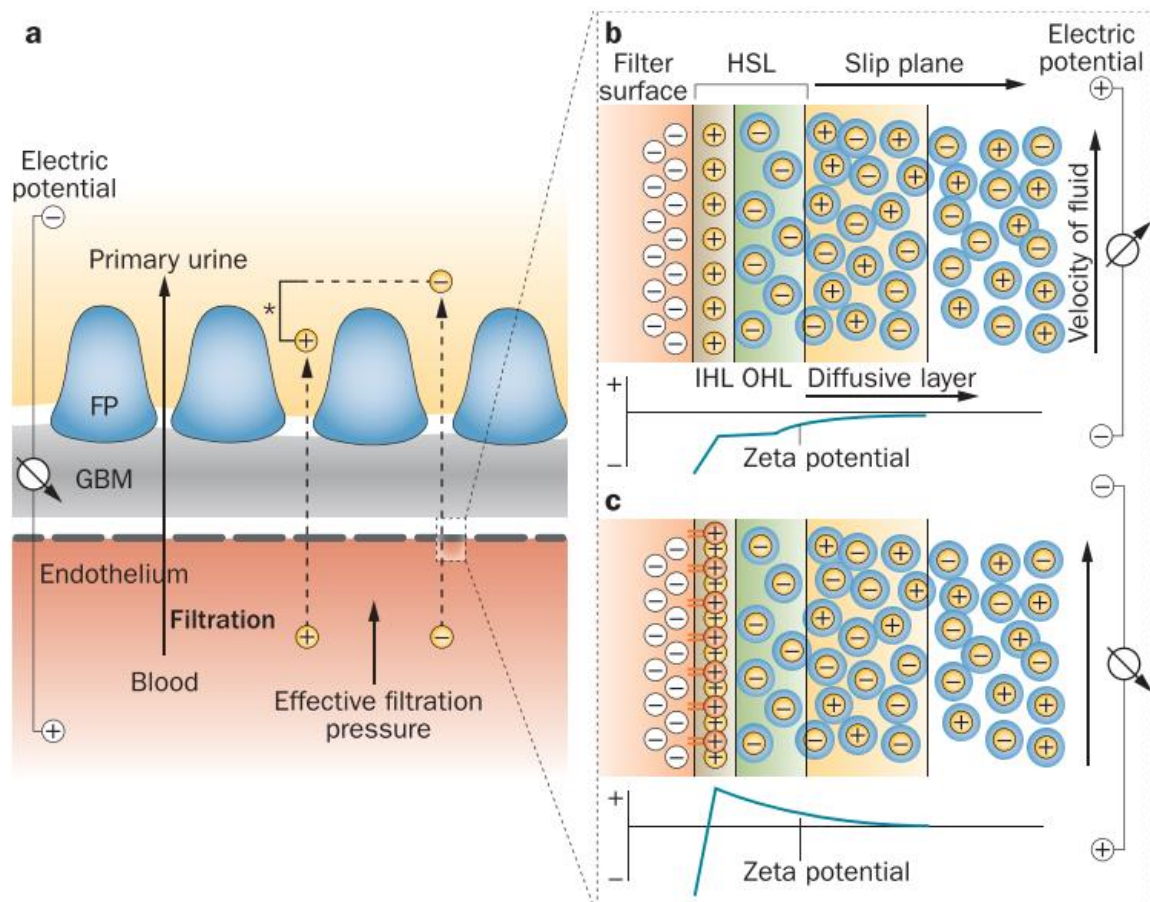 a
Electric
potential
−
Primary urine
*
−
+
FP
GBM
Endothelium
Filtration
+
−
Blood
Effective filtration
pressure
+
b
Filter
surface
HSL
Slip plane
Electric
potential
+
Velocity of fluid
IHL OHL Diffusive layer
+
−
Zeta potential
−
c
−
+
−
Zeta potential
+